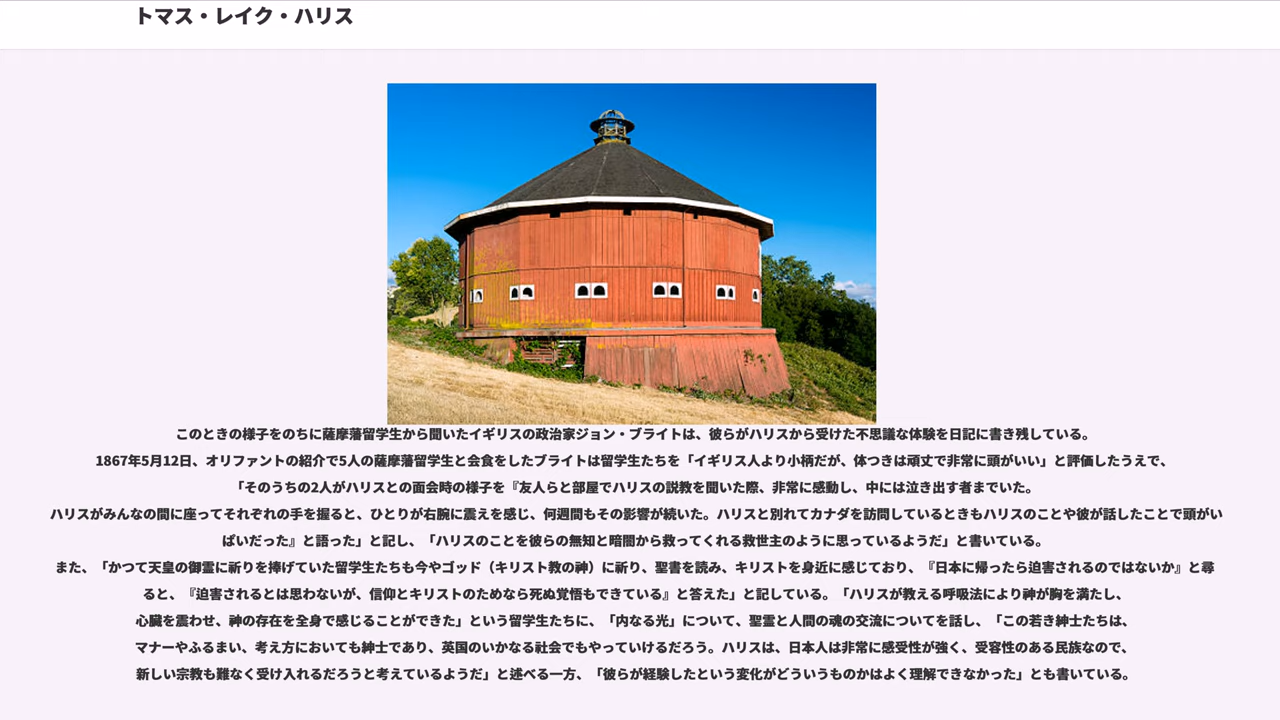 トマス・レイク・ハリス
このときの様子をのちに薩摩藩留学生から聞いたイギリスの政治家ジョン・ブライトは、彼らがハリスから受けた不思議な体験を日記に書き残している。
1867年5月12日、オリファントの紹介で5人の薩摩藩留学生と会食をしたブライトは留学生たちを「イギリス人より小柄だが、体つきは頑丈で非常に頭がいい」と評価したうえで、
「そのうちの2人がハリスとの面会時の様子を『友人らと部屋でハリスの説教を聞いた際、非常に感動し、中には泣き出す者までいた。
ハリスがみんなの間に座ってそれぞれの手を握ると、ひとりが右腕に震えを感じ、何週間もその影響が続いた。ハリスと別れてカナダを訪問しているときもハリスのことや彼が話したことで頭がい
ぱいだった』と語った」と記し、「ハリスのことを彼らの無知と暗闇から救ってくれる救世主のように思っているようだ」と書いている。
また、「かつて天皇の御霊に祈りを捧げていた留学生たちも今やゴッド（キリスト教の神）に祈り、聖書を読み、キリストを身近に感じており、『日本に帰ったら迫害されるのではないか』と尋
ると、『迫害されるとは思わないが、信仰とキリストのためなら死ぬ覚悟もできている』と答えた」と記している。「ハリスが教える呼吸法により神が胸を満たし、
心臓を震わせ、神の存在を全身で感じることができた」という留学生たちに、「内なる光」について、聖霊と人間の魂の交流についてを話し、「この若き紳士たちは、
マナーやふるまい、考え方においても紳士であり、英国のいかなる社会でもやっていけるだろう。ハリスは、日本人は非常に感受性が強く、受容性のある民族なので、
新しい宗教も難なく受け入れるだろうと考えているようだ」と述べる一方、「彼らが経験したという変化がどういうものかはよく理解できなかった」とも書いている。